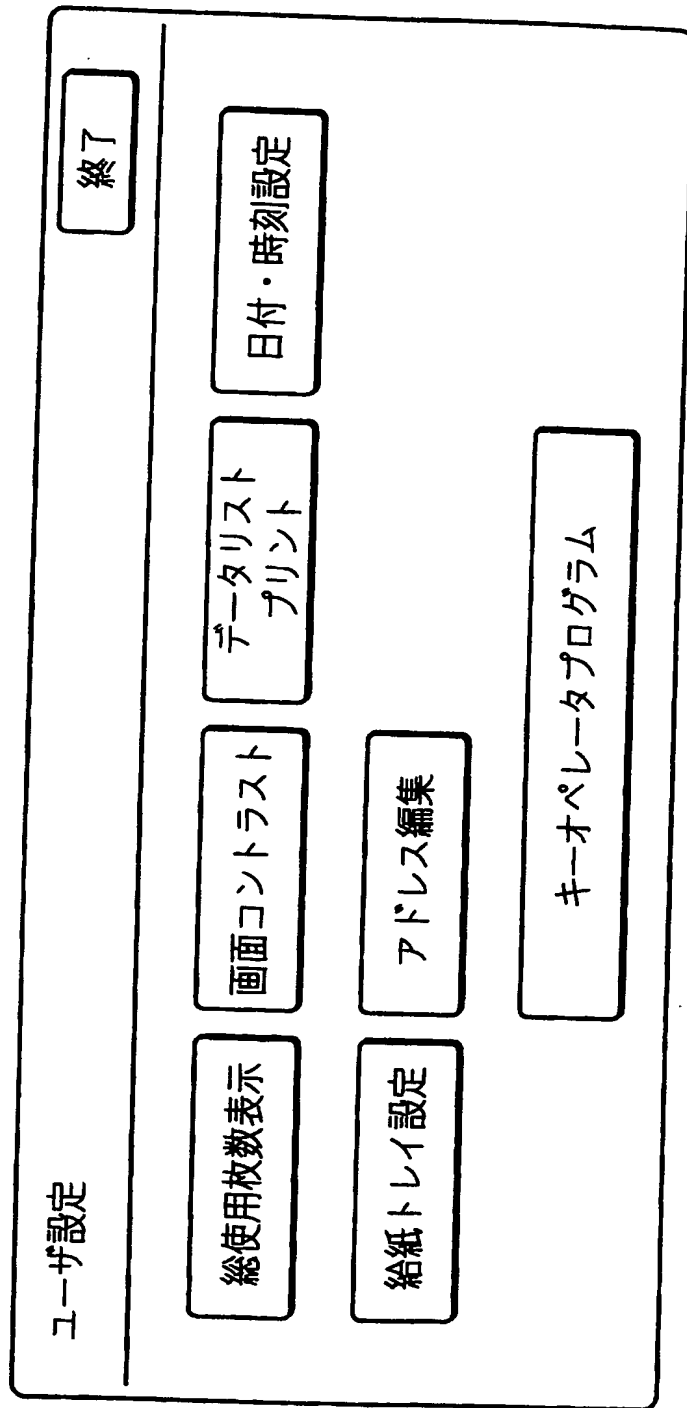 ユーザ設定
終了
総使用枚数表示
画面コントラスト
データリスト
プリント
日付・時刻設定
給紙トレイ設定
アドレス編集
キーオペレータプログラム